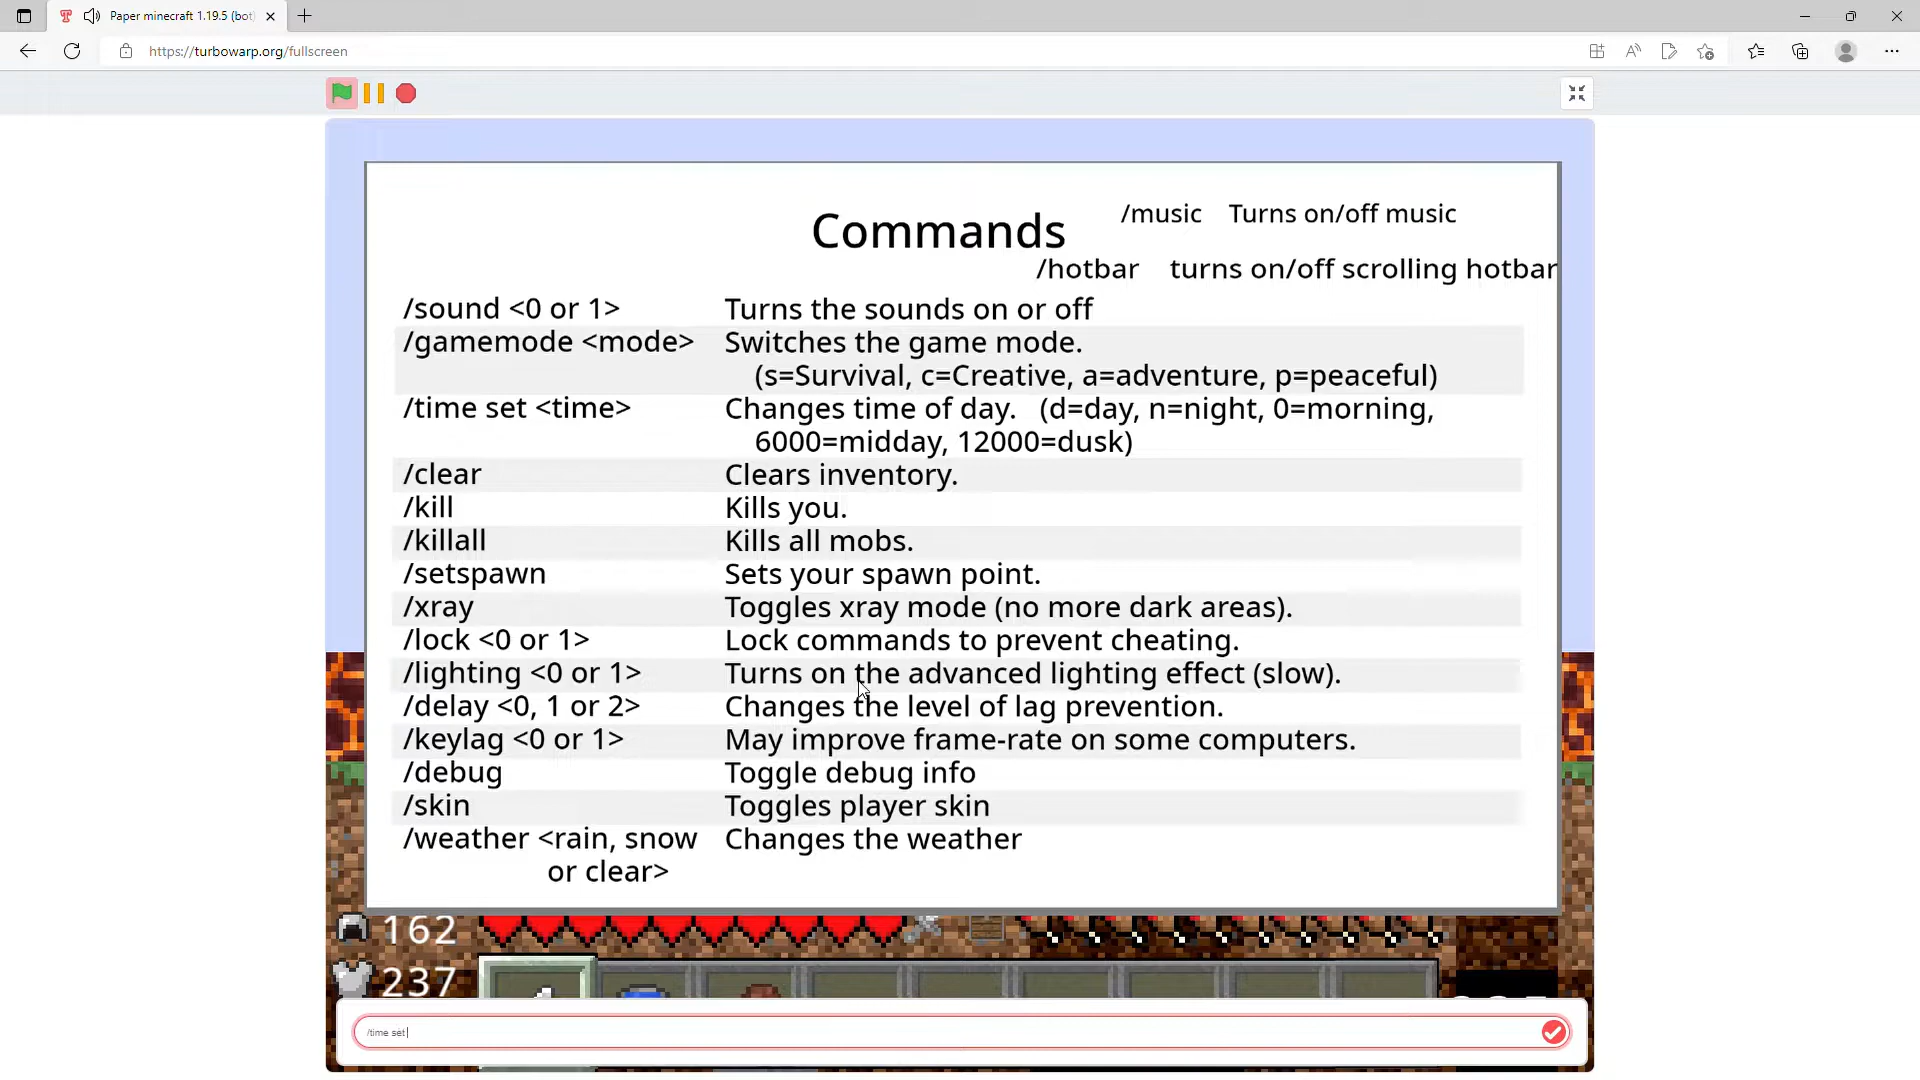 Paper minecraft 1.19.5 (bot)
https://turbowarp.org/fullscreen
/music Turns on/off music
Commands
/hotbar turns on/off scrolling hotbar
/sound <0 or 1> Turns the sounds on or off
/gamemode <mode> Switches the game mode.
(s=Survival, c=Creative, a=adventure, p=peaceful)
/time set <time> Changes time of day. (d=day, n=night, 0=morning,
6000=midday, 12000=dusk)
/clear Clears inventory.
/kill Kills you.
/killall Kills all mobs.
/setspawn Sets your spawn point.
/xray Toggles xray mode (no more dark areas).
/lock <0 or 1> Lock commands to prevent cheating.
/lighting <0 or 1> Turns on the advanced lighting effect (slow).
/delay <0, 1 or 2> Changes the level of lag prevention.
/keylag <0 or 1> May improve frame-rate on some computers.
/debug Toggle debug info
/skin Toggles player skin
/weather <rain, snow Changes the weather
or clear>
162
237
/time set